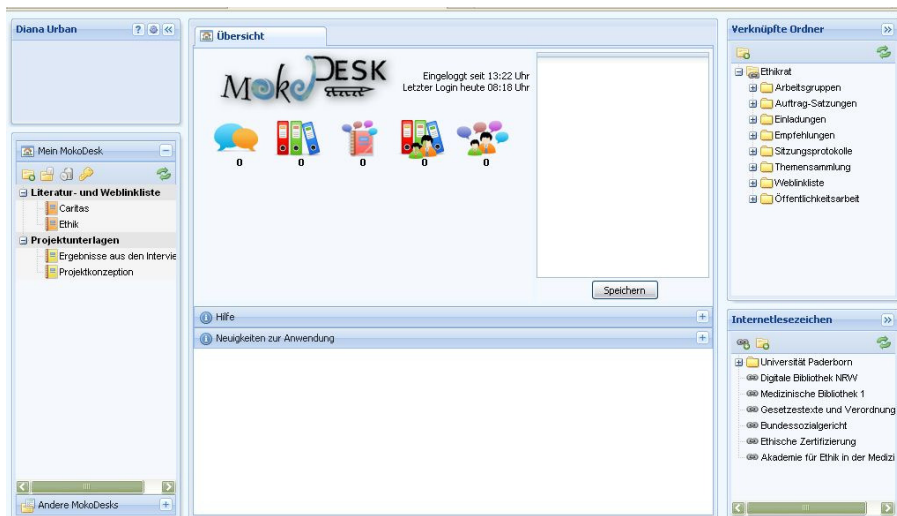 Diana Urban
Mein MokoDesk
Literatur- und Weblinkliste
Caritas
Ethik
Projektunterlagen
Ergebnisse aus den Intervie
Projektkonzeption
Andere MokoDesks
Übersicht
MokoDESK
Eingeloggt seit 13:22 Uhr
Letzter Login heute 08:18 Uhr
0 0 0 0 0
Speichern
Hilfe
Neuigkeiten zur Anwendung
Verknüpfte Ordner
Ethikrat
Arbeitsgruppen
Auftrag-Satzungen
Einladungen
Empfehlungen
Sitzungsprotokolle
Themensammlung
Weblinkliste
Öffentlichkeitsarbeit
Internetlesezeichen
Universität Paderborn
Digitale Bibliothek NRW
Medizinische Bibliothek 1
Gesetzestexte und Verordnung
Bundessozialgericht
Ethische Zertifizierung
Akademie für Ethik in der Medizi